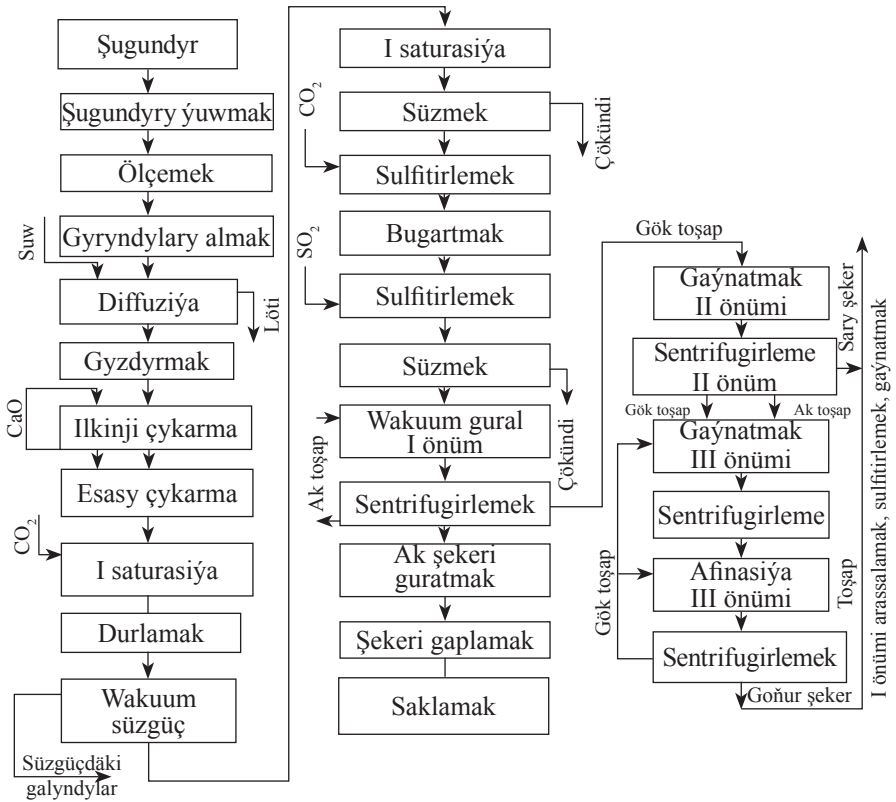 Şugundyr
Şugundyry ýuwmak
Ölçemek
Gyryndylary almak
Suw
Diffuziýa
Löti
Gyzdyrmak
CaO
Ilkinji çykarma
Esasy çykarma
CO₂
I saturasiýa
Durlamak
Wakuum
süzgüç
Süzgüçdäki
galyndylar
I saturasiýa
CO₂
Süzmek
Çökündi
Sulfitirlemek
Bugartmak
SO₂
Sulfitirlemek
Süzmek
Çökündi
Wakuum gural
I önüm
Ak toşap
Sentrifugirlemek
Ak şekeri
guratmak
Şekeri gaplamak
Saklamak
Gök toşap
Gaýnatmak
II önümi
Sary şeker
Sentrifugirleme
II önüm
Gök toşap
Ak toşap
Gaýnatmak
III önümi
Sentrifugirleme
Gök toşap
Afinasiýa
III önümi
Toşap
Sentrifugirlemek
Goňur şeker
I önümi arassalamak, sulfitirlemek, gaýnatmak